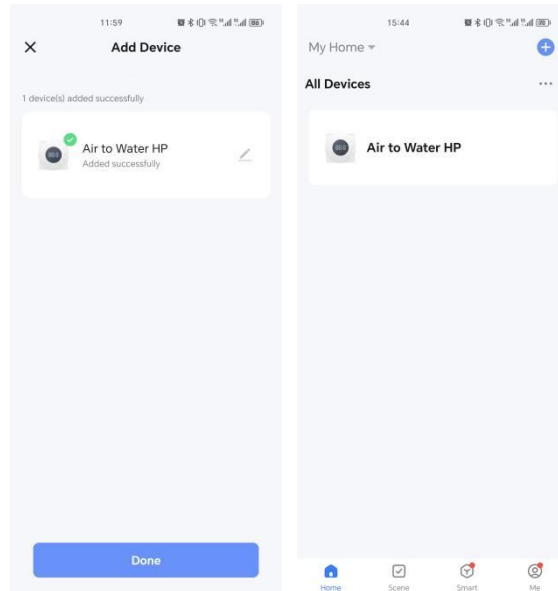 11:59
Add Device
1 device(s) added successfully
Air to Water HP
Added successfully
Done
15:44
My Home
All Devices
Air to Water HP
Home
Scene
Smart
Me